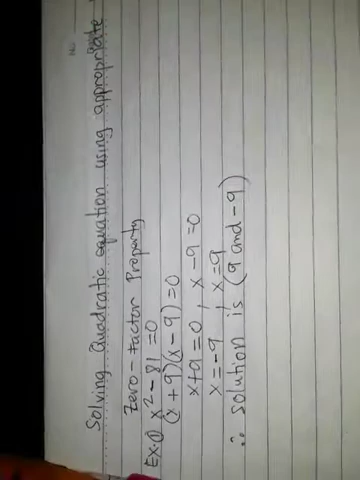 Solving Quadratic equation using appropriate
Zero-Factor Property
Ex.① x² - 81 = 0
(x + 9)(x - 9) = 0
x + 9 = 0 , x - 9 = 0
x = -9 , x = 9
∴ solution is (9 and -9)